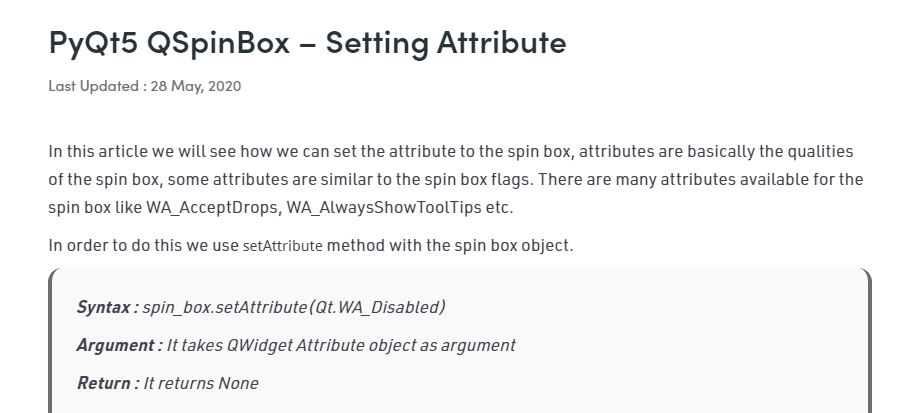 PyQt5 QSpinBox – Setting Attribute
Last Updated : 28 May, 2020
In this article we will see how we can set the attribute to the spin box, attributes are basically the qualities
of the spin box, some attributes are similar to the spin box flags. There are many attributes available for the
spin box like WA_AcceptDrops, WA_AlwaysShowToolTips etc.
In order to do this we use setAttribute method with the spin box object.
Syntax : spin_box.setAttribute(Qt.WA_Disabled)
Argument : It takes QWidget Attribute object as argument
Return : It returns None